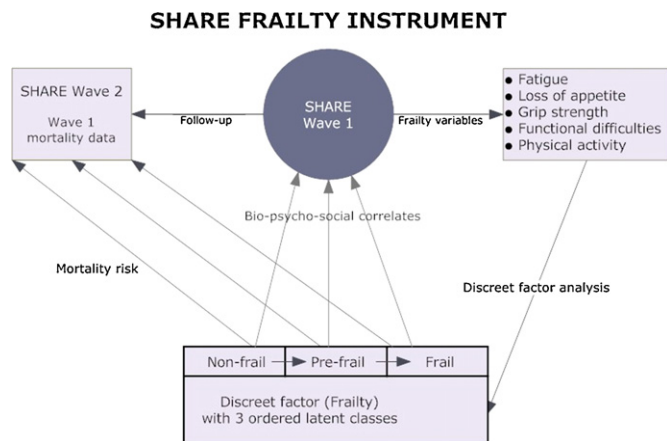 SHARE FRAILTY INSTRUMENT
SHARE Wave 2
Wave 1
mortality data
Follow-up
SHARE
Wave 1
Frailty variables
Fatigue
Loss of appetite
Grip strength
Functional difficulties
Physical activity
Bio-psycho-social correlates
Mortality risk
Discreet factor analysis
Non-frail
Pre-frail
Frail
Discreet factor (Frailty)
with 3 ordered latent classes